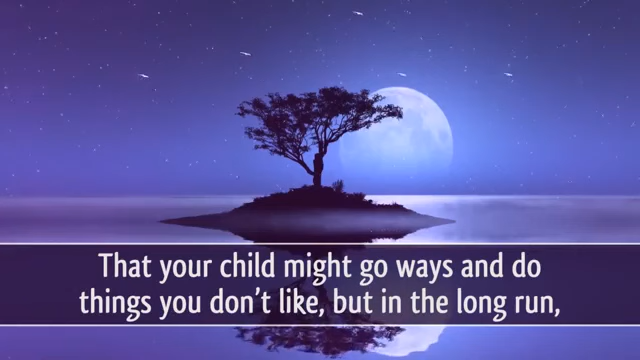 That your child might go ways and do
things you don’t like, but in the long run,